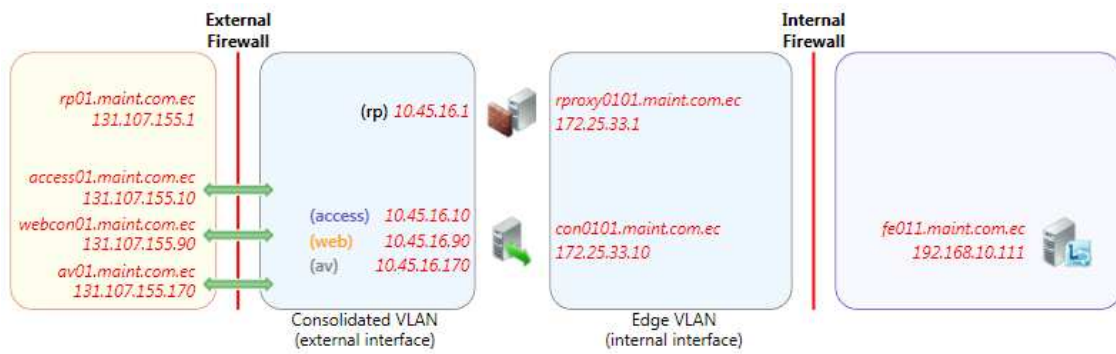 External
Firewall
Internal
Firewall
rp01.maint.com.ec
131.107.155.1
(rp) 10.45.16.1
rproxy0101.maint.com.ec
172.25.33.1
access01.maint.com.ec
131.107.155.10
webcon01.maint.com.ec
131.107.155.90
av01.maint.com.ec
131.107.155.170
(access) 10.45.16.10
(web) 10.45.16.90
(av) 10.45.16.170
con0101.maint.com.ec
172.25.33.10
fe011.maint.com.ec
192.168.10.111
Consolidated VLAN
(external interface)
Edge VLAN
(internal interface)